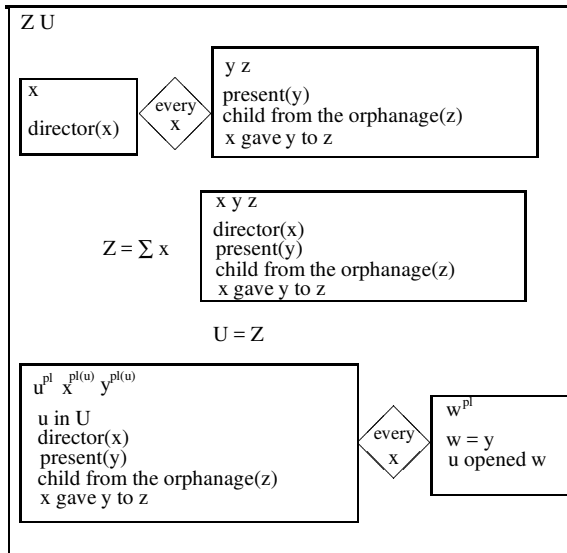 Z U
x
director(x)
every
x
y z
present(y)
child from the orphanage(z)
x gave y to z
Z = ∑ x
x y z
director(x)
present(y)
child from the orphanage(z)
x gave y to z
U = Z
u^pl x^pl(u) y^pl(u)
u in U
director(x)
present(y)
child from the orphanage(z)
x gave y to z
every
x
w^pl
w = y
u opened w